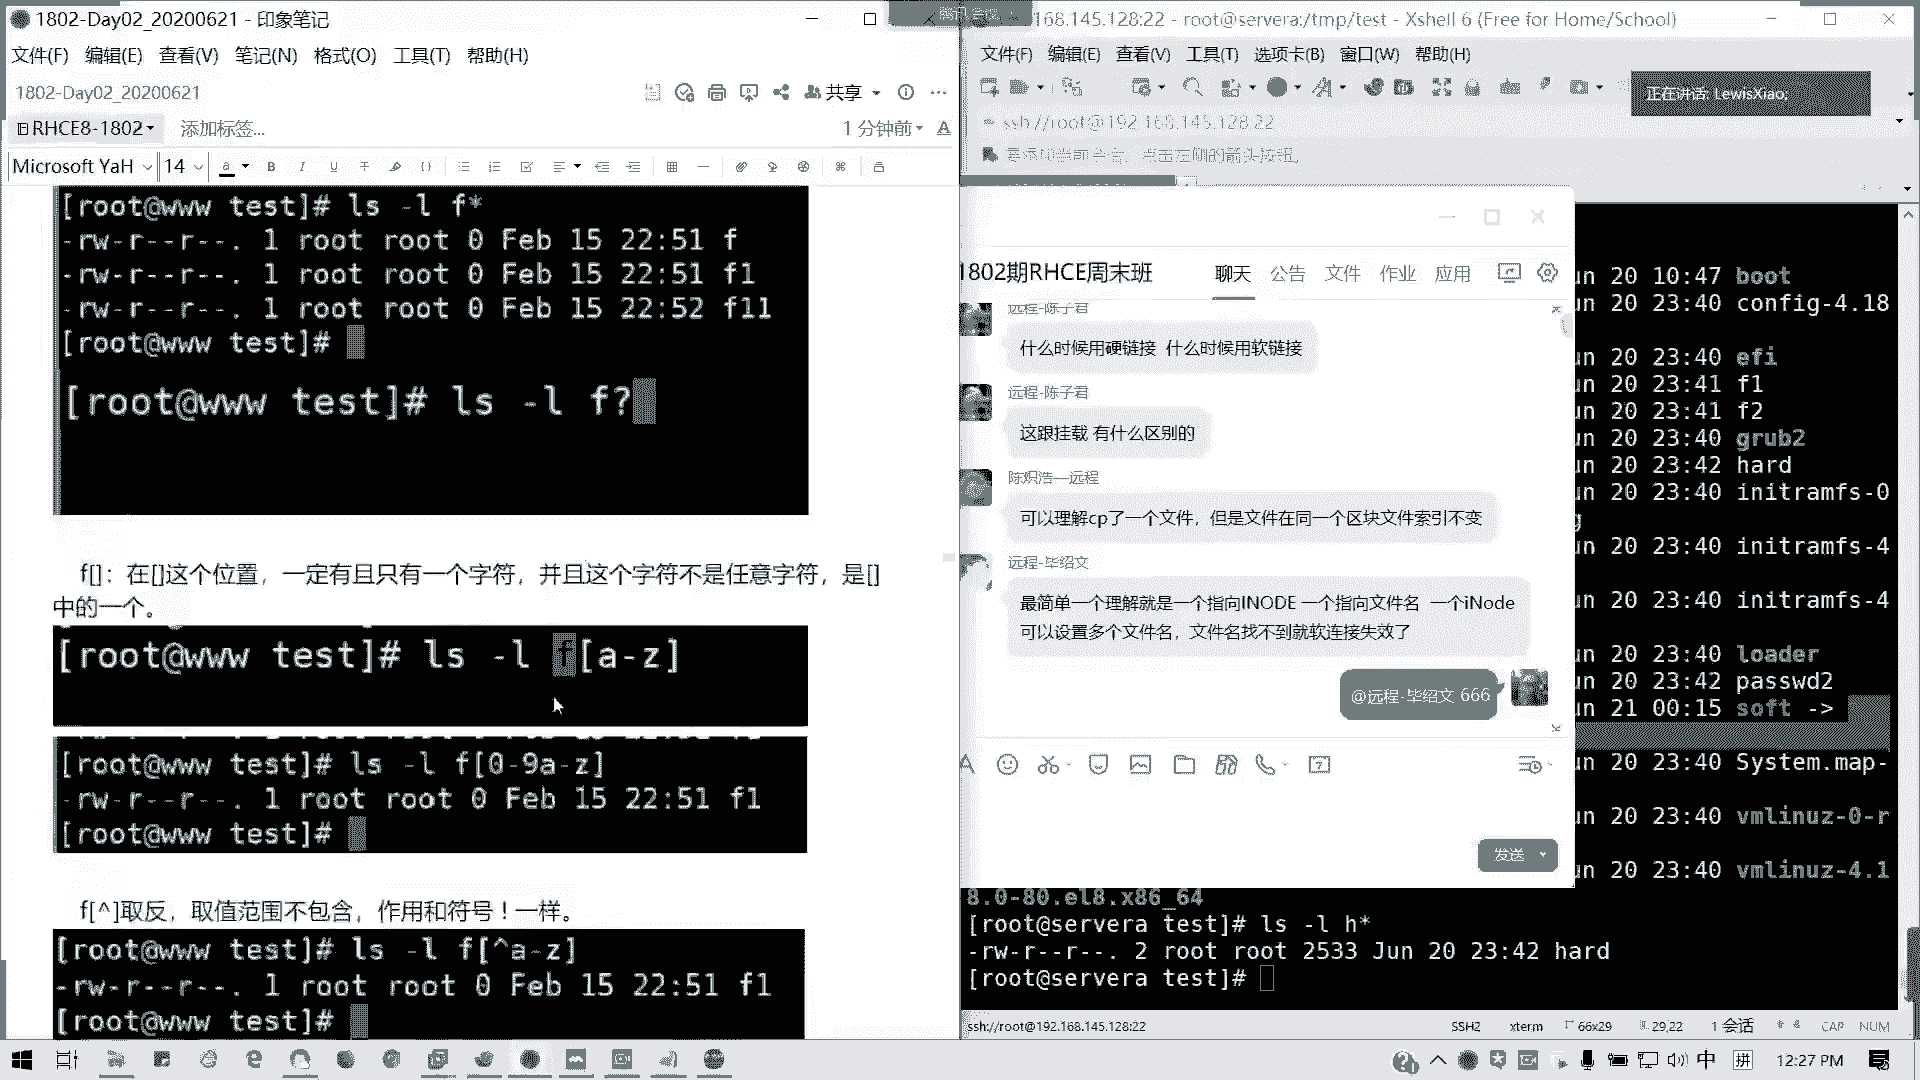 1802-Day02_20200621 - 印象笔记
文件(F) 编辑(E) 查看(V) 笔记(N) 格式(O) 工具(T) 帮助(H)
1802-Day02_20200621
共享
RHCE8-1802 添加标签...
1 分钟前
Microsoft YaH 14
[root@www test]# ls -l f*
-rw-r--r--. 1 root root 0 Feb 15 22:51 f
-rw-r--r--. 1 root root 0 Feb 15 22:51 f1
-rw-r--r--. 1 root root 0 Feb 15 22:52 f11
[root@www test]#
[root@www test]# ls -l f?
f[]：在[]这个位置，一定有且只有一个字符，并且这个字符不是任意字符，是[]
中的一个。
[root@www test]# ls -l f[a-z]
[root@www test]# ls -l f[0-9a-z]
-rw-r--r--. 1 root root 0 Feb 15 22:51 f1
[root@www test]#
f[^]取反，取值范围不包含，作用和符号！一样。
[root@www test]# ls -l f[^a-z]
-rw-r--r--. 1 root root 0 Feb 15 22:51 f1
[root@www test]#
168.145.128:22 - root@servera:/tmp/test - Xshell 6 (Free for Home/School)
文件(F) 编辑(E) 查看(V) 工具(T) 选项卡(B) 窗口(W) 帮助(H)
正在讲话: LewisXiao;
ssh://root@192.168.145.128:22
要添加当前会话，点击左侧的箭头按钮。
1802期RHCE周末班
聊天 公告 文件 作业 应用
远程-陈子君
什么时候用硬链接 什么时候用软链接
远程-陈子君
这跟挂载 有什么区别的
陈炽浩—远程
可以理解cp了一个文件，但是文件在同一个区块文件索引不变
远程-毕绍文
最简单一个理解就是一个指向INODE 一个指向文件名 一个iNode
可以设置多个文件名，文件名找不到就软连接失效了
@远程-毕绍文 666
发送
un 20 10:47 boot
un 20 23:40 config-4.18
un 20 23:40 efi
un 20 23:41 f1
un 20 23:41 f2
un 20 23:40 grub2
un 20 23:42 hard
un 20 23:40 initramfs-0
g
un 20 23:40 initramfs-4
un 20 23:40 initramfs-4
un 20 23:40 loader
un 20 23:42 passwd2
un 21 00:15 soft ->
un 20 23:40 System.map-
un 20 23:40 vmlinuz-0-r
un 20 23:40 vmlinuz-4.1
8.0-80.el8.x86_64
[root@servera test]# ls -l h*
-rw-r--r--. 2 root root 2533 Jun 20 23:42 hard
[root@servera test]#
ssh://root@192.168.145.128:22
SSH2 xterm 66x29 29,22 1 会话 CAP NUM
中 拼 12:27 PM